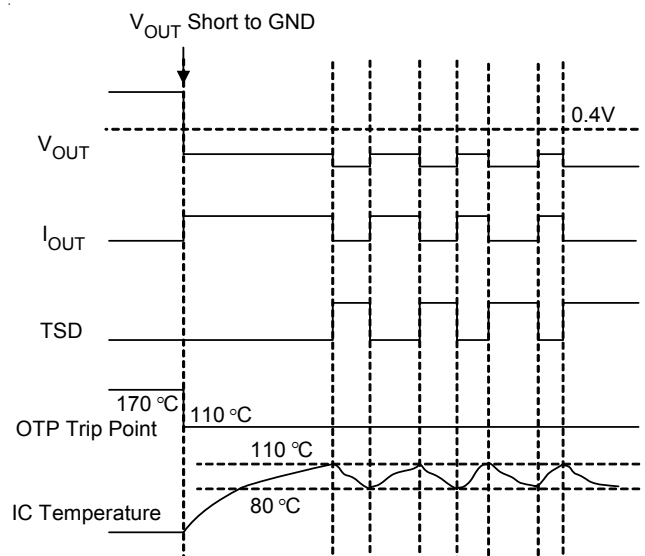 VOUT Short to GND
0.4V
VOUT
IOUT
TSD
170 °C
110 °C
OTP Trip Point
110 °C
80 °C
IC Temperature